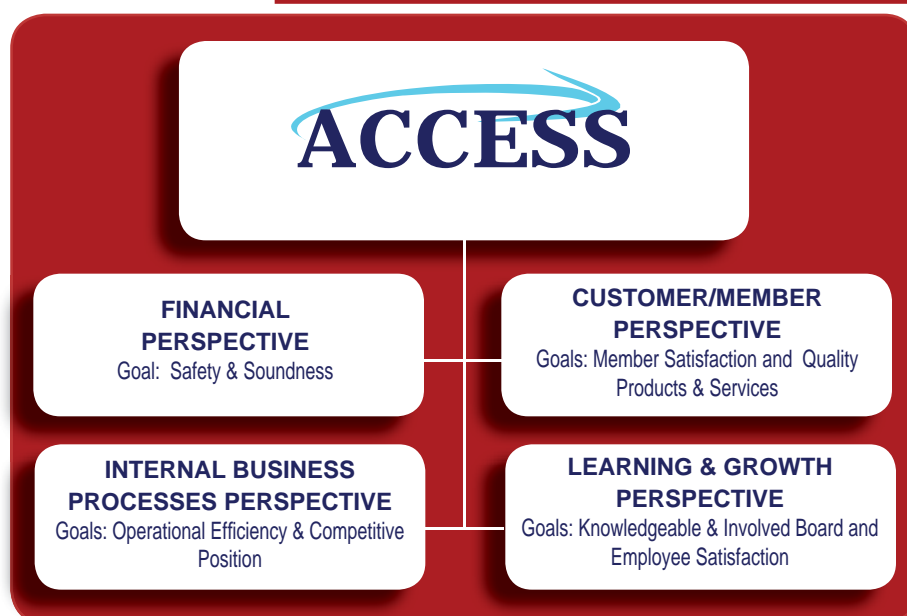 ACCESS
FINANCIAL
PERSPECTIVE
Goal: Safety & Soundness
CUSTOMER/MEMBER
PERSPECTIVE
Goals: Member Satisfaction and Quality
Products & Services
INTERNAL BUSINESS
PROCESSES PERSPECTIVE
Goals: Operational Efficiency & Competitive
Position
LEARNING & GROWTH
PERSPECTIVE
Goals: Knowledgeable & Involved Board and
Employee Satisfaction